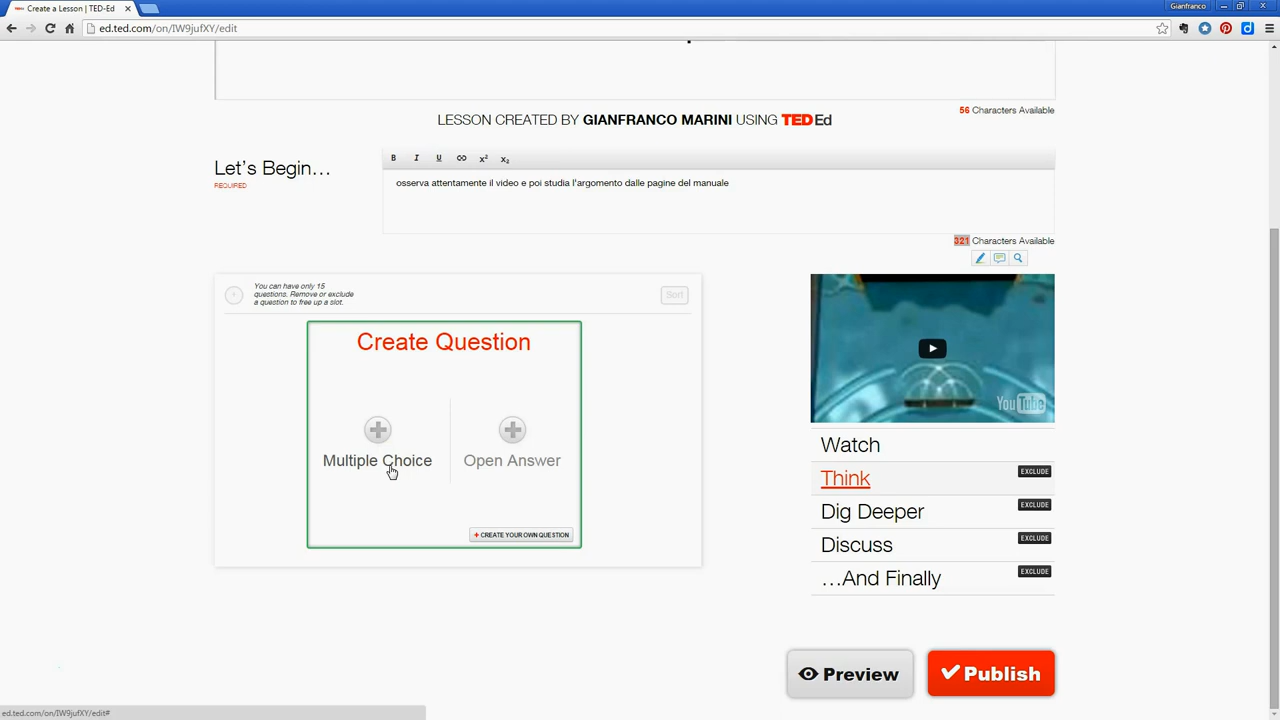 Create a Lesson | TED-Ed
Gianfranco
ed.ted.com/on/IW9jufXY/edit
56 Characters Available
LESSON CREATED BY GIANFRANCO MARINI USING TEDEd
Let's Begin…
REQUIRED
B I U x² x₂
osserva attentamente il video e poi studia l'argomento dalle pagine del manuale
321 Characters Available
You can have only 15
questions. Remove or exclude
a question to free up a slot.
Sort
Create Question
Multiple Choice
Open Answer
+ CREATE YOUR OWN QUESTION
YouTube
Watch
Think EXCLUDE
Dig Deeper EXCLUDE
Discuss EXCLUDE
…And Finally EXCLUDE
Preview
Publish
ed.ted.com/on/IW9jufXY/edit#